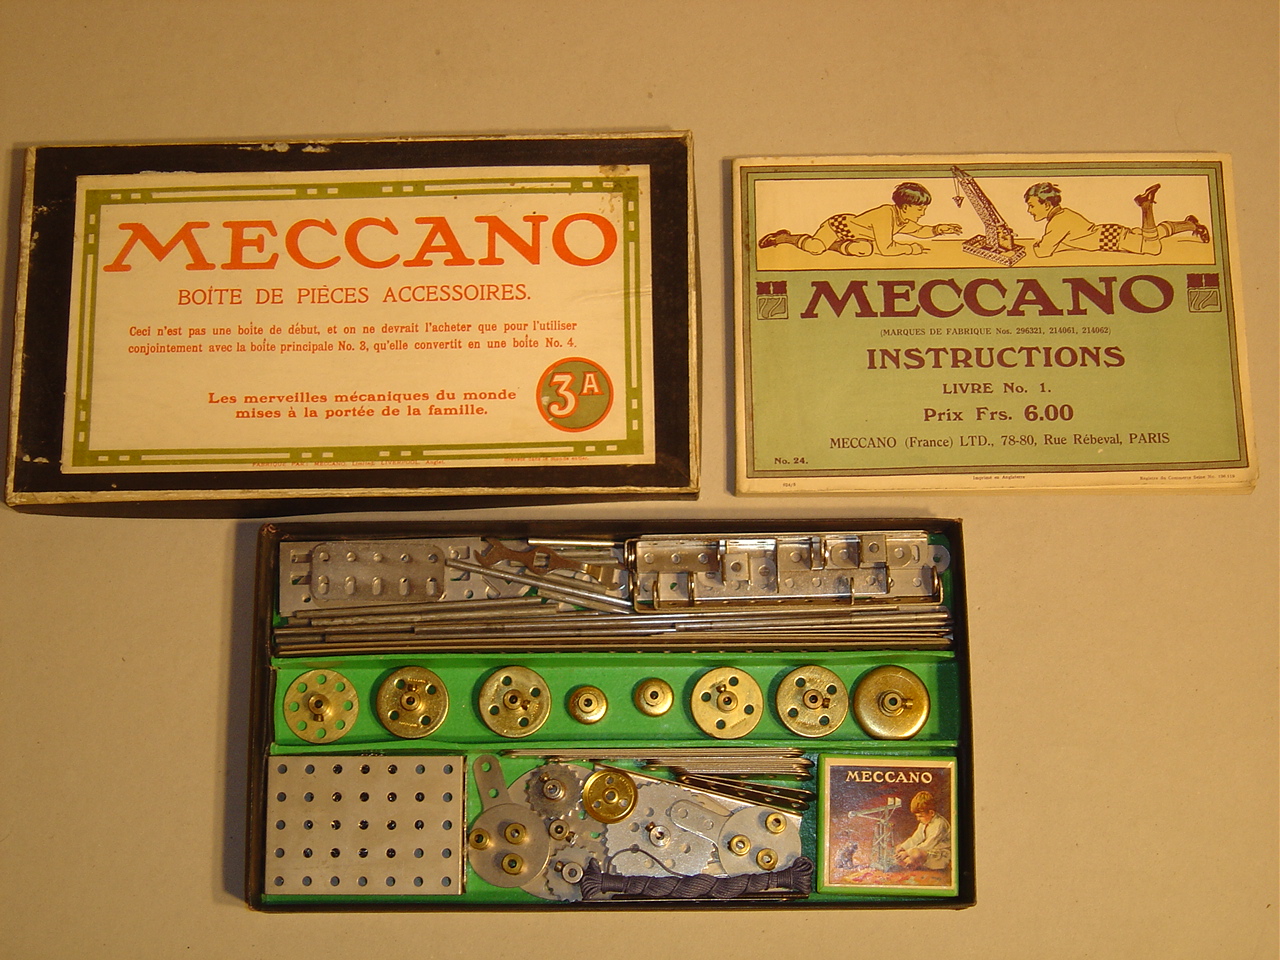 MECCANO
BOÎTE DE PIÈCES ACCESSOIRES.
Ceci n'est pas une boîte de début, et on ne devrait l'acheter que pour l'utiliser
conjointement avec la boîte principale No. 3, qu'elle convertit en une boîte No. 4.
Les merveilles mécaniques du monde
mises à la portée de la famille.
3A
MECCANO
(MARQUES DE FABRIQUE Nos. 296321, 214061, 214062)
INSTRUCTIONS
LIVRE No. 1.
Prix Frs. 6.00
MECCANO (France) LTD., 78-80, Rue Rébeval, PARIS
No. 24.
Imprimé en Angleterre
MECCANO